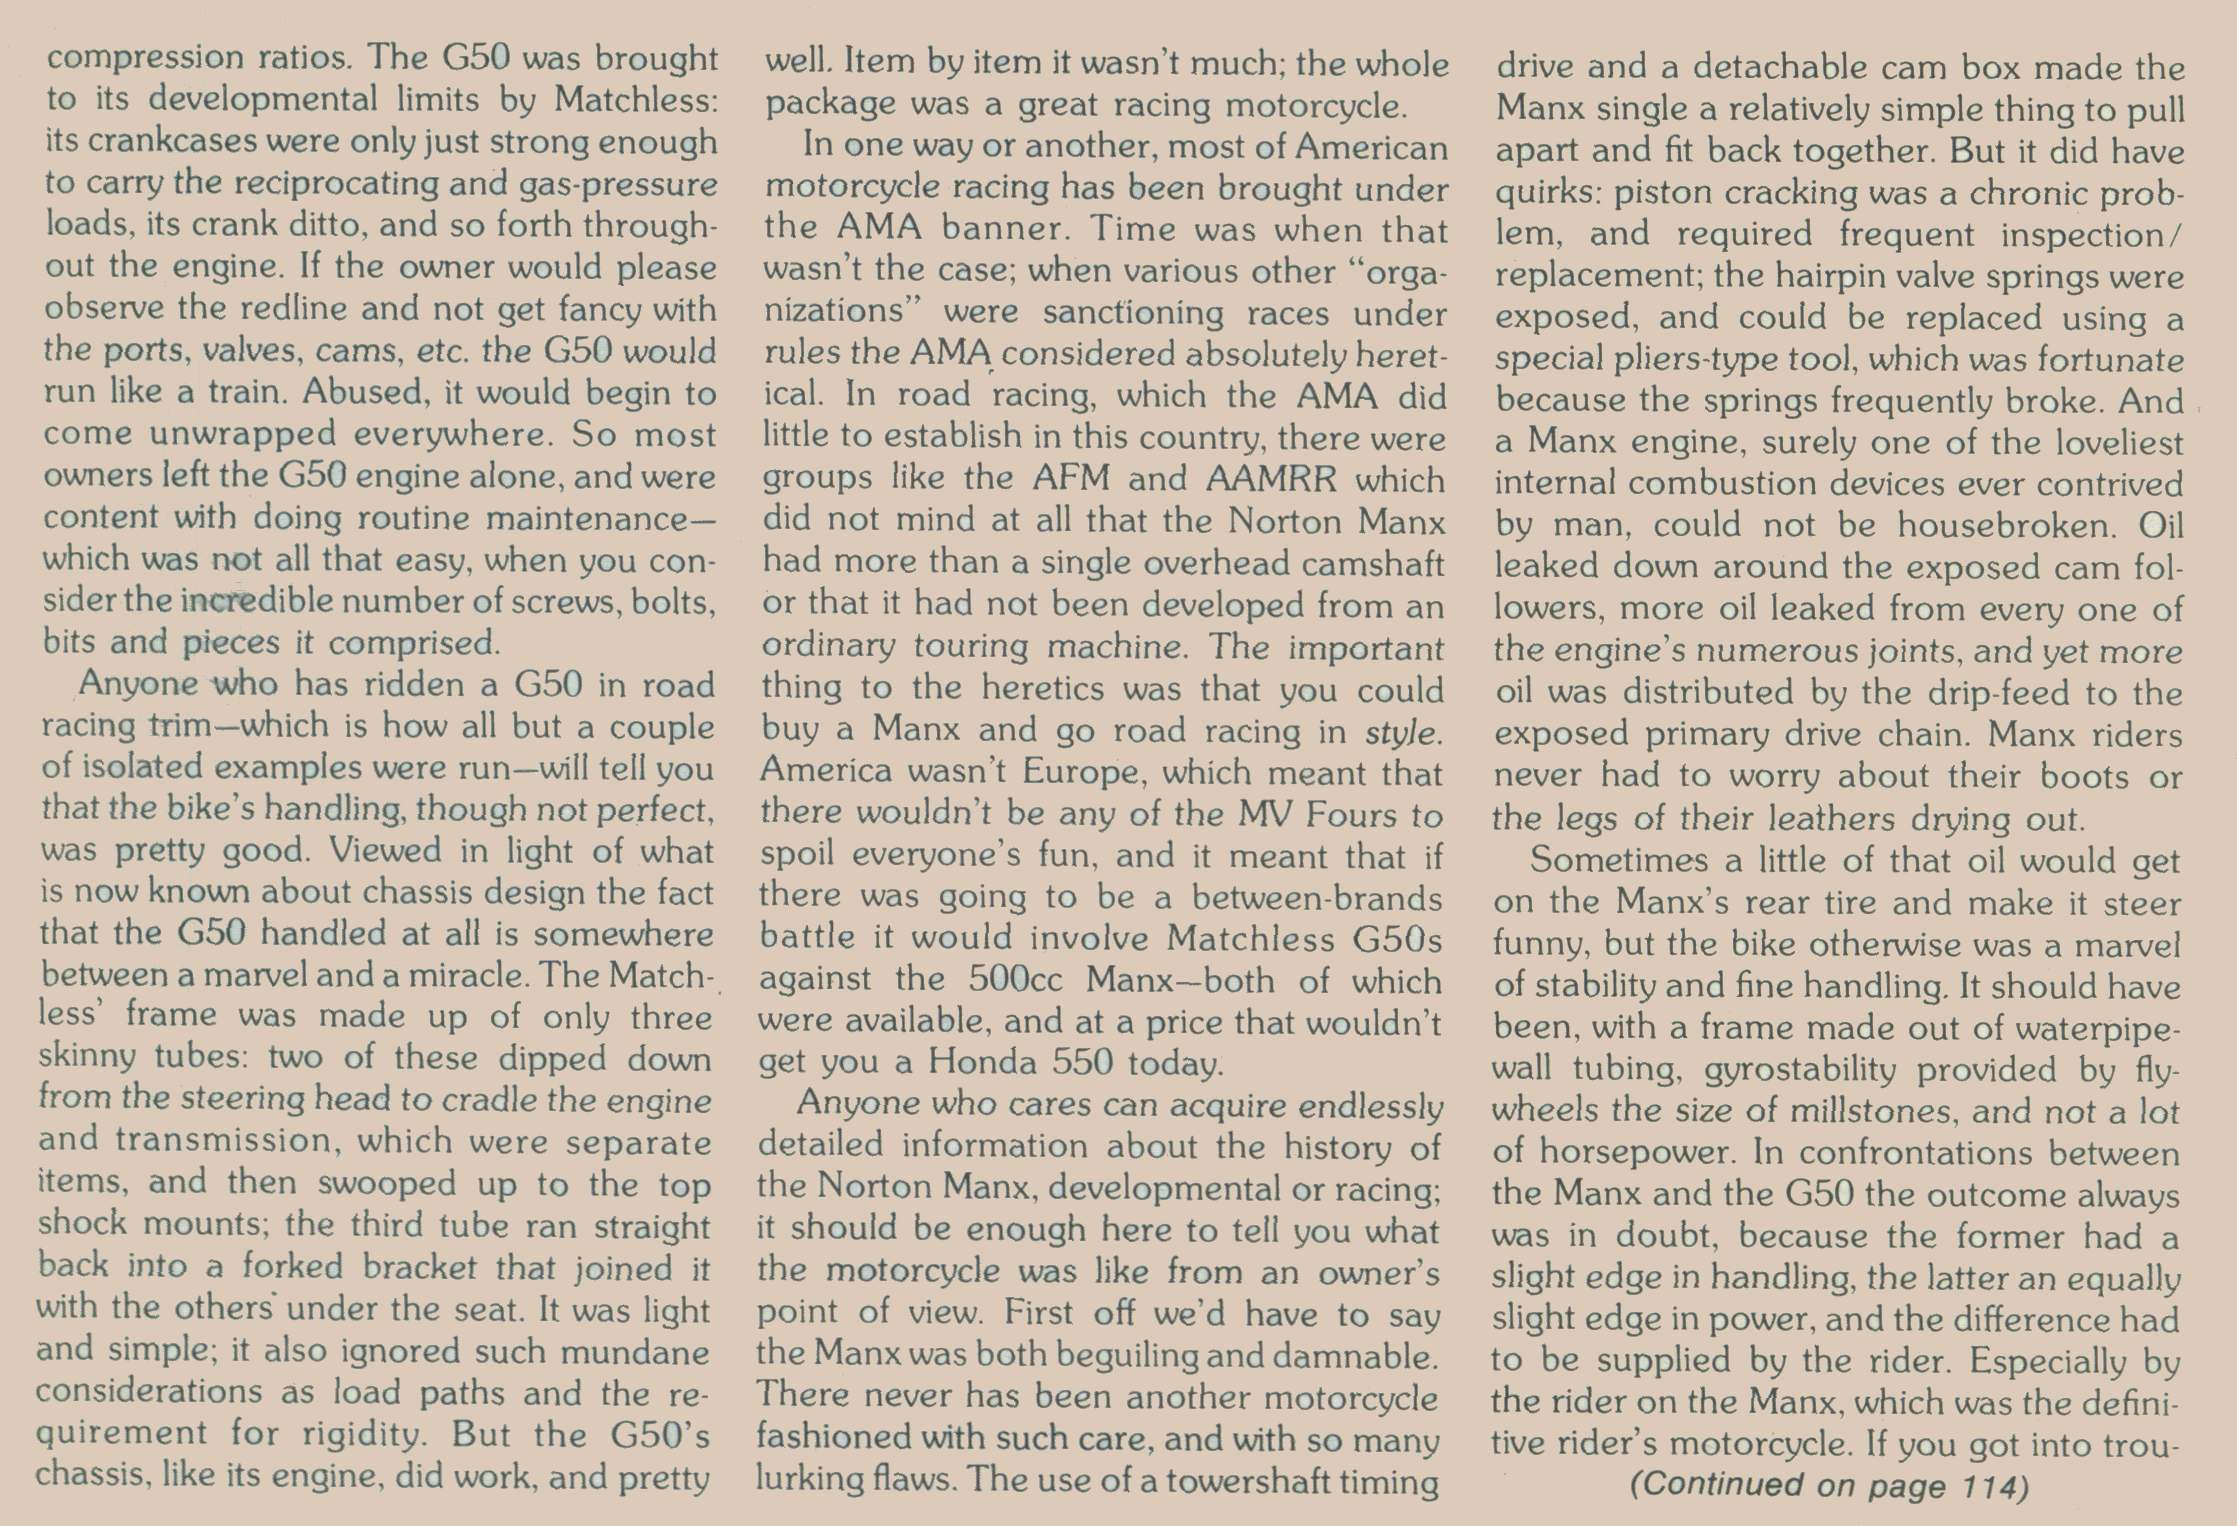 compression ratios. The G50 was brought
to its developmental limits by Matchless:
its crankcases were only just strong enough
to carry the reciprocating and gas-pressure
loads, its crank ditto, and so forth through-
out the engine. If the owner would please
observe the redline and not get fancy with
the ports, valves, cams, etc. the G50 would
run like a train. Abused, it would begin to
come unwrapped everywhere. So most
owners left the G50 engine alone, and were
content with doing routine maintenance—
which was not all that easy, when you con-
sider the incredible number of screws, bolts,
bits and pieces it comprised.
Anyone who has ridden a G50 in road
racing trim—which is how all but a couple
of isolated examples were run—will tell you
that the bike's handling, though not perfect,
was pretty good. Viewed in light of what
is now known about chassis design the fact
that the G50 handled at all is somewhere
between a marvel and a miracle. The Match-
less' frame was made up of only three
skinny tubes: two of these dipped down
from the steering head to cradle the engine
and transmission, which were separate
items, and then swooped up to the top
shock mounts; the third tube ran straight
back into a forked bracket that joined it
with the others under the seat. It was light
and simple; it also ignored such mundane
considerations as load paths and the re-
quirement for rigidity. But the G50's
chassis, like its engine, did work, and pretty
well. Item by item it wasn't much; the whole
package was a great racing motorcycle.
In one way or another, most of American
motorcycle racing has been brought under
the AMA banner. Time was when that
wasn't the case; when various other “orga-
nizations” were sanctioning races under
rules the AMA considered absolutely heret-
ical. In road racing, which the AMA did
little to establish in this country, there were
groups like the AFM and AAMRR which
did not mind at all that the Norton Manx
had more than a single overhead camshaft
or that it had not been developed from an
ordinary touring machine. The important
thing to the heretics was that you could
buy a Manx and go road racing in style.
America wasn't Europe, which meant that
there wouldn't be any of the MV Fours to
spoil everyone's fun, and it meant that if
there was going to be a between-brands
battle it would involve Matchless G50s
against the 500cc Manx—both of which
were available, and at a price that wouldn't
get you a Honda 550 today.
Anyone who cares can acquire endlessly
detailed information about the history of
the Norton Manx, developmental or racing;
it should be enough here to tell you what
the motorcycle was like from an owner's
point of view. First off we'd have to say
the Manx was both beguiling and damnable.
There never has been another motorcycle
fashioned with such care, and with so many
lurking flaws. The use of a towershaft timing
drive and a detachable cam box made the
Manx single a relatively simple thing to pull
apart and fit back together. But it did have
quirks: piston cracking was a chronic prob-
lem, and required frequent inspection/
replacement; the hairpin valve springs were
exposed, and could be replaced using a
special pliers-type tool, which was fortunate
because the springs frequently broke. And
a Manx engine, surely one of the loveliest
internal combustion devices ever contrived
by man, could not be housebroken. Oil
leaked down around the exposed cam fol-
lowers, more oil leaked from every one of
the engine's numerous joints, and yet more
oil was distributed by the drip-feed to the
exposed primary drive chain. Manx riders
never had to worry about their boots or
the legs of their leathers drying out.
Sometimes a little of that oil would get
on the Manx's rear tire and make it steer
funny, but the bike otherwise was a marvel
of stability and fine handling. It should have
been, with a frame made out of waterpipe-
wall tubing, gyrostability provided by fly-
wheels the size of millstones, and not a lot
of horsepower. In confrontations between
the Manx and the G50 the outcome always
was in doubt, because the former had a
slight edge in handling, the latter an equally
slight edge in power, and the difference had
to be supplied by the rider. Especially by
the rider on the Manx, which was the defini-
tive rider's motorcycle. If you got into trou-
(Continued on page 114)